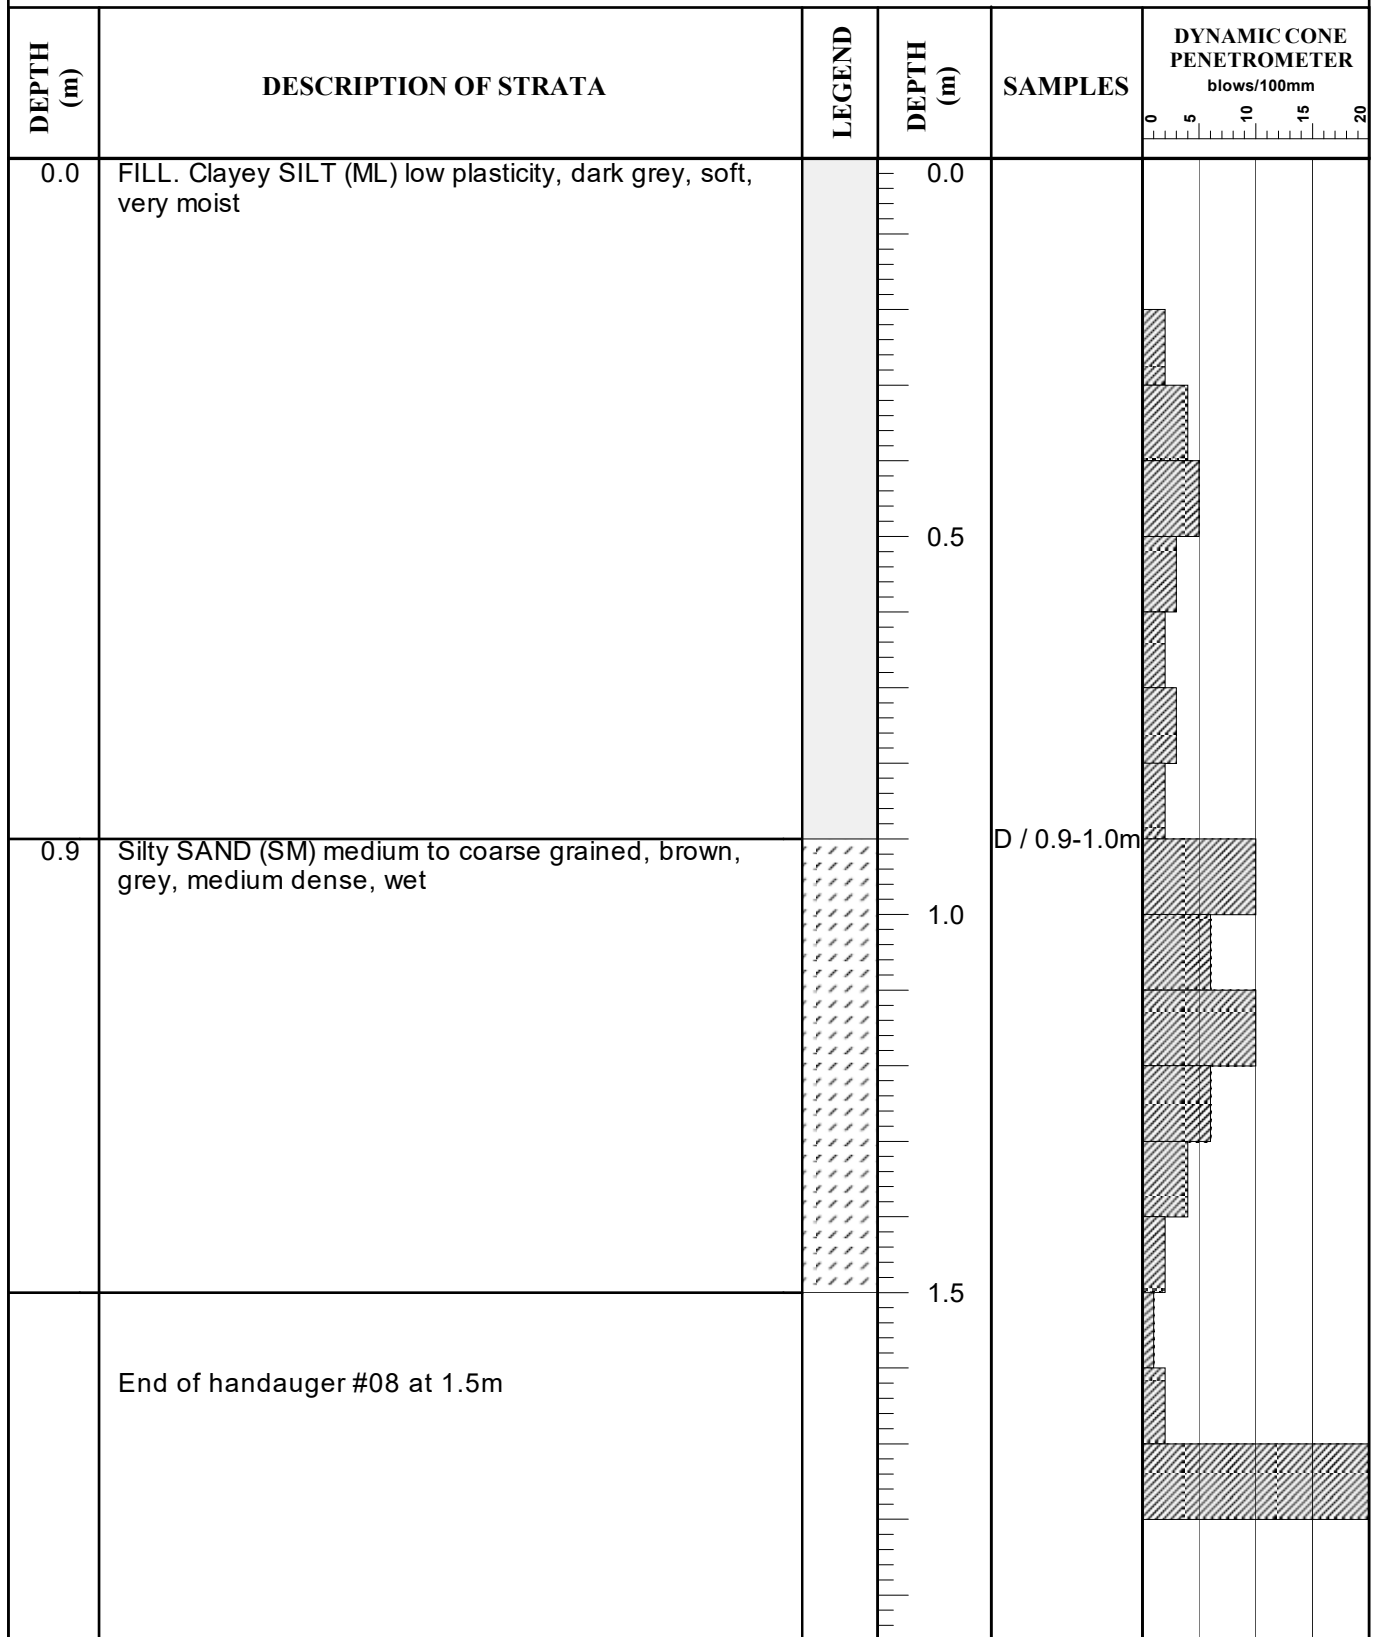 DEPTH
(m)
DESCRIPTION OF STRATA
LEGEND
DEPTH
(m)
SAMPLES
DYNAMIC CONE
PENETROMETER
blows/100mm
0 5 10 15 20
0.0
FILL. Clayey SILT (ML) low plasticity, dark grey, soft,
very moist
0.0
0.5
0.9
Silty SAND (SM) medium to coarse grained, brown,
grey, medium dense, wet
D / 0.9-1.0m
1.0
1.5
End of handauger #08 at 1.5m